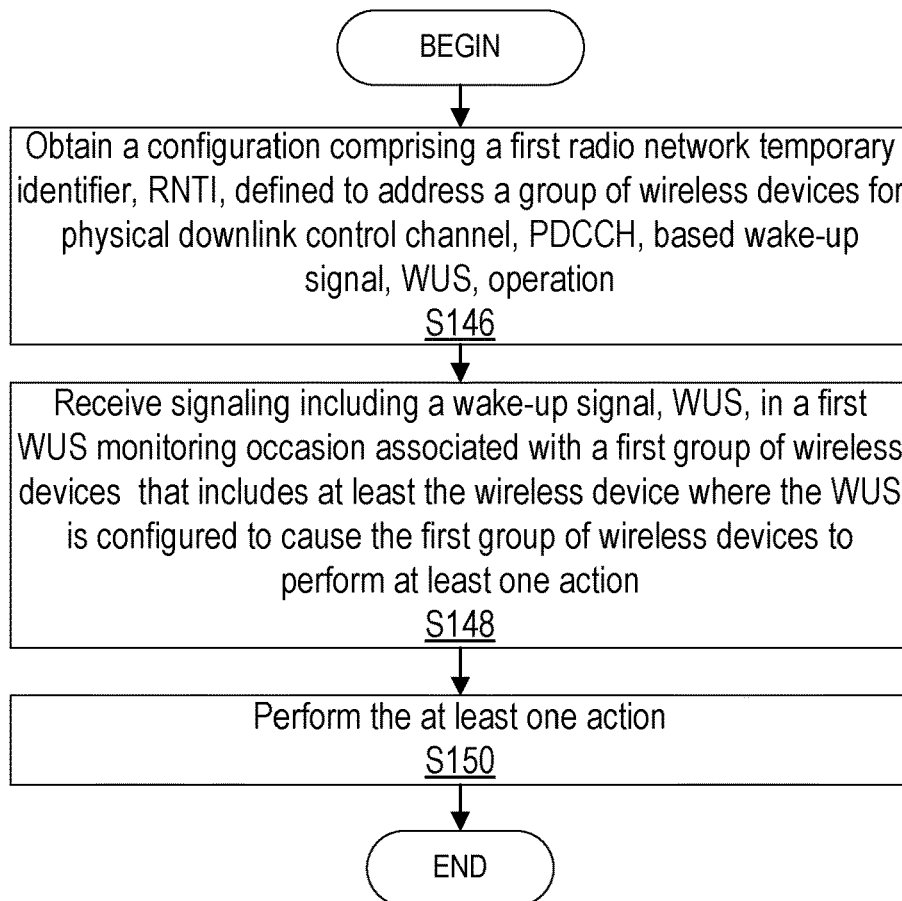 BEGIN
Obtain a configuration comprising a first radio network temporary
identifier, RNTI, defined to address a group of wireless devices for
physical downlink control channel, PDCCH, based wake-up
signal, WUS, operation
S146
Receive signaling including a wake-up signal, WUS, in a first
WUS monitoring occasion associated with a first group of wireless
devices that includes at least the wireless device where the WUS
is configured to cause the first group of wireless devices to
perform at least one action
S148
Perform the at least one action
S150
END